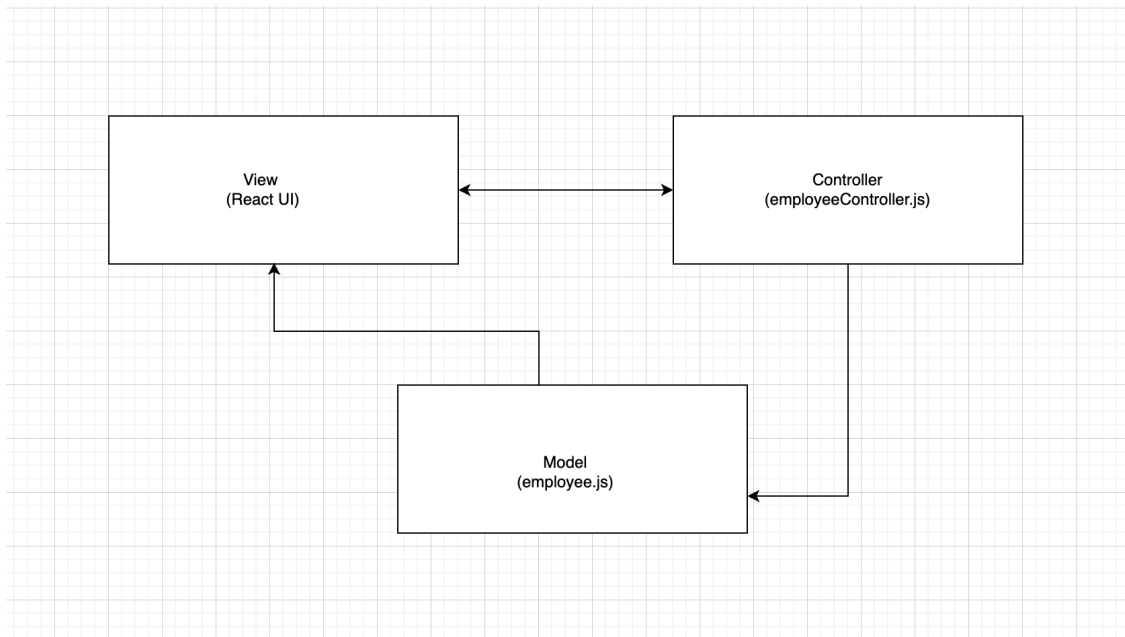 View
(React UI)
Controller
(employeeController.js)
Model
(employee.js)